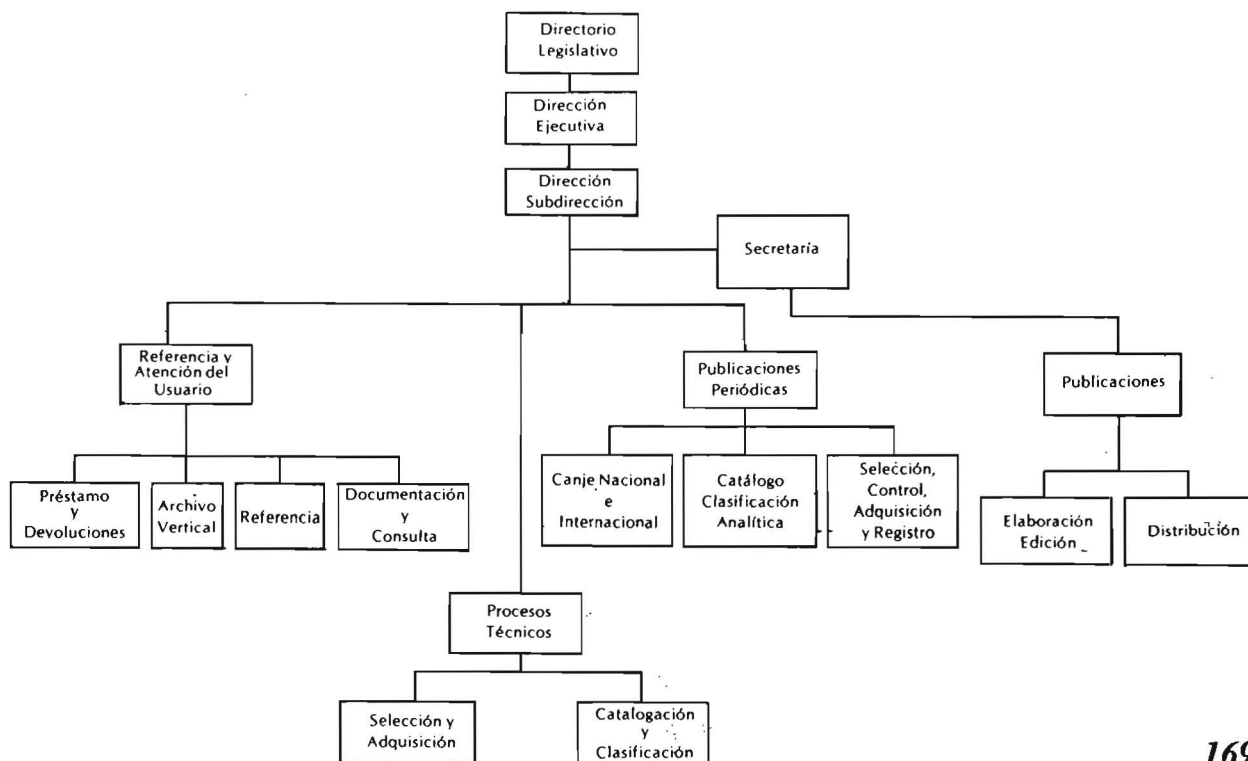 Directorio
Legislativo
Dirección
Ejecutiva
Dirección
Subdirección
Secretaría
Referencia y
Atención del
Usuario
Publicaciones
Periódicas
Publicaciones
Préstamo
y
Devoluciones
Archivo
Vertical
Referencia
Documentación
y
Consulta
Canje Nacional
e
Internacional
Catálogo
Clasificación
Analítica
Selección,
Control,
Adquisición
y Registro
Elaboración
Edición
Distribución
Procesos
Técnicos
Selección y
Adquisición
Catalogación
y
Clasificación
169